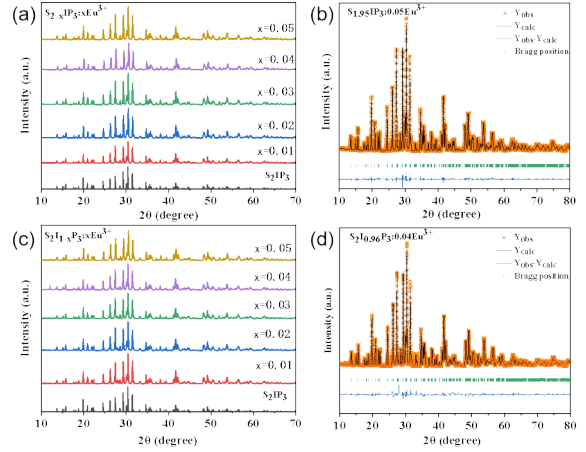 (a)
S₂₋ₓIP₃:xEu³⁺
x=0.05
x=0.04
x=0.03
x=0.02
x=0.01
S₂IP₃
Intensity (a.u.)
10 20 30 40 50 60 70
2θ (degree)
(b)
S₁.₉₅IP₃:0.05Eu³⁺
Yobs
Ycalc
Yobs-Ycalc
Bragg position
Intensity (a.u.)
10 20 30 40 50 60 70 80
2θ (degree)
(c)
S₂I₁₋ₓP₃:xEu³⁺
x=0.05
x=0.04
x=0.03
x=0.02
x=0.01
S₂IP₃
Intensity (a.u.)
10 20 30 40 50 60 70
2θ (degree)
(d)
S₂I₀.₉₆P₃:0.04Eu³⁺
Yobs
Ycalc
Yobs-Ycalc
Bragg position
Intensity (a.u.)
10 20 30 40 50 60 70 80
2θ (degree)